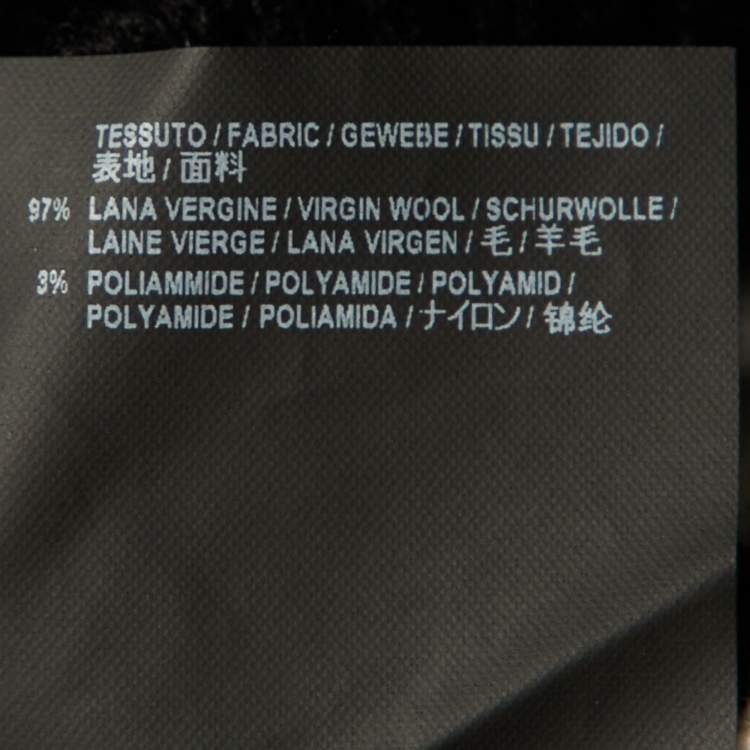 TESSUTO / FABRIC / GEWEBE / TISSU / TEJIDO /
表地 / 面料
97% LANA VERGINE / VIRGIN WOOL / SCHURWOLLE /
LAINE VIERGE / LANA VIRGEN / 毛 / 羊毛
3% POLIAMMIDE / POLYAMIDE / POLYAMID /
POLYAMIDE / POLIAMIDA / ナイロン / 锦纶